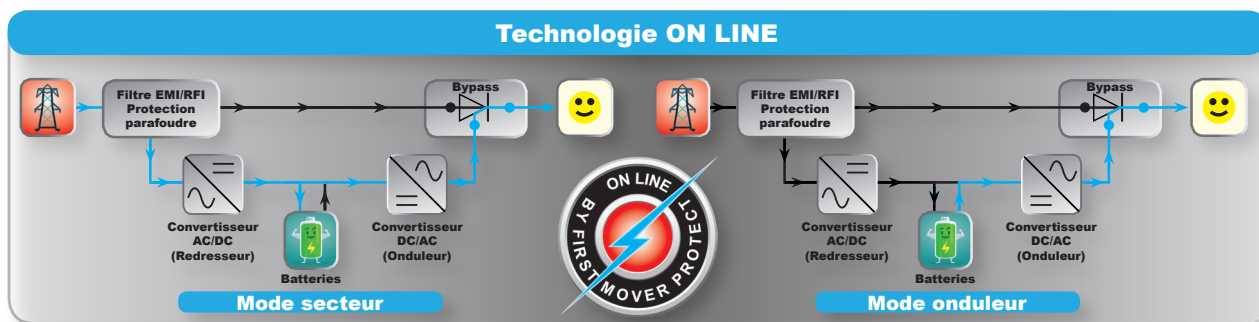 Technologie ON LINE
Filtre EMI/RFI
Protection
parafoudre
Bypass
Convertisseur
AC/DC
(Redresseur)
Batteries
Convertisseur
DC/AC
(Onduleur)
Mode secteur
ON LINE
BY FIRST MOVER PROTECT
Filtre EMI/RFI
Protection
parafoudre
Bypass
Convertisseur
AC/DC
(Redresseur)
Batteries
Convertisseur
DC/AC
(Onduleur)
Mode onduleur